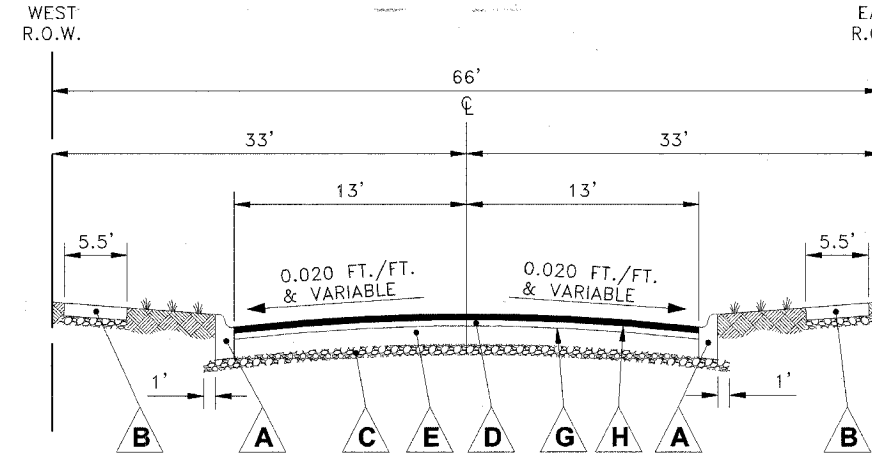 WEST
R.O.W.
EA
R.O
66'
℄
33' 33'
13' 13'
5.5' 5.5'
0.020 FT./FT.
& VARIABLE
0.020 FT./FT.
& VARIABLE
1' 1'
B A C E D G H A B